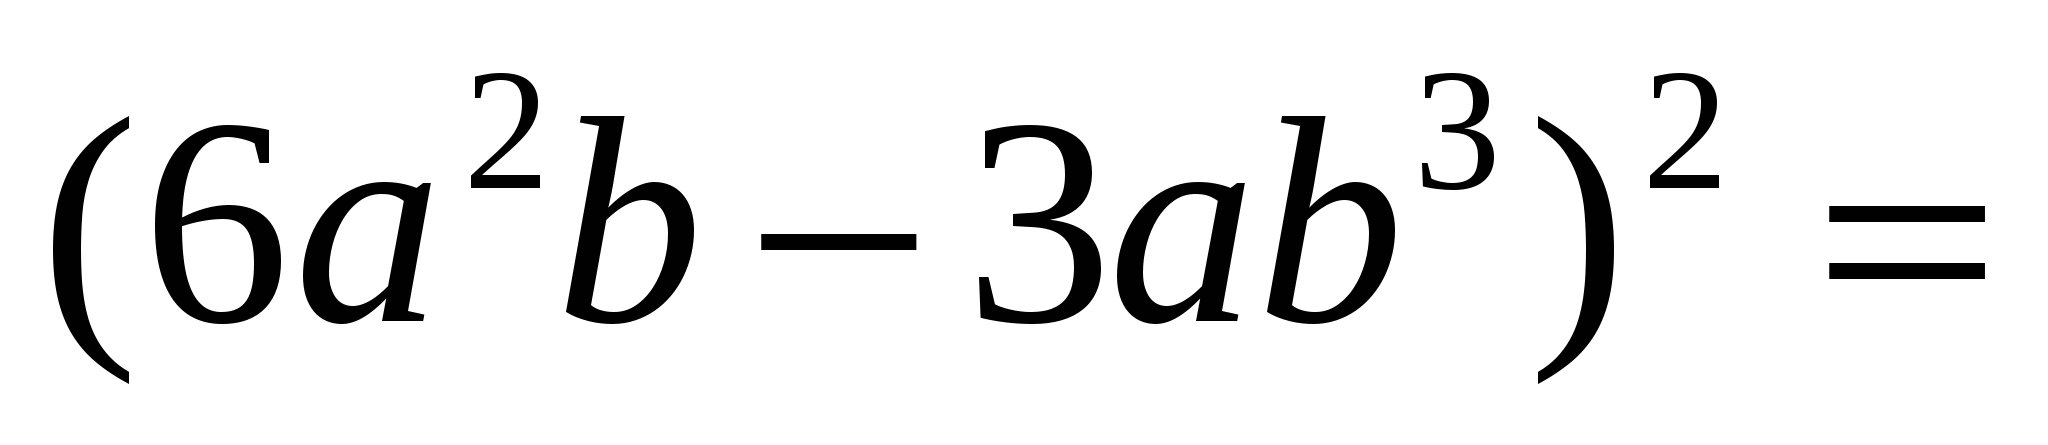 (6a²b – 3ab³)² =